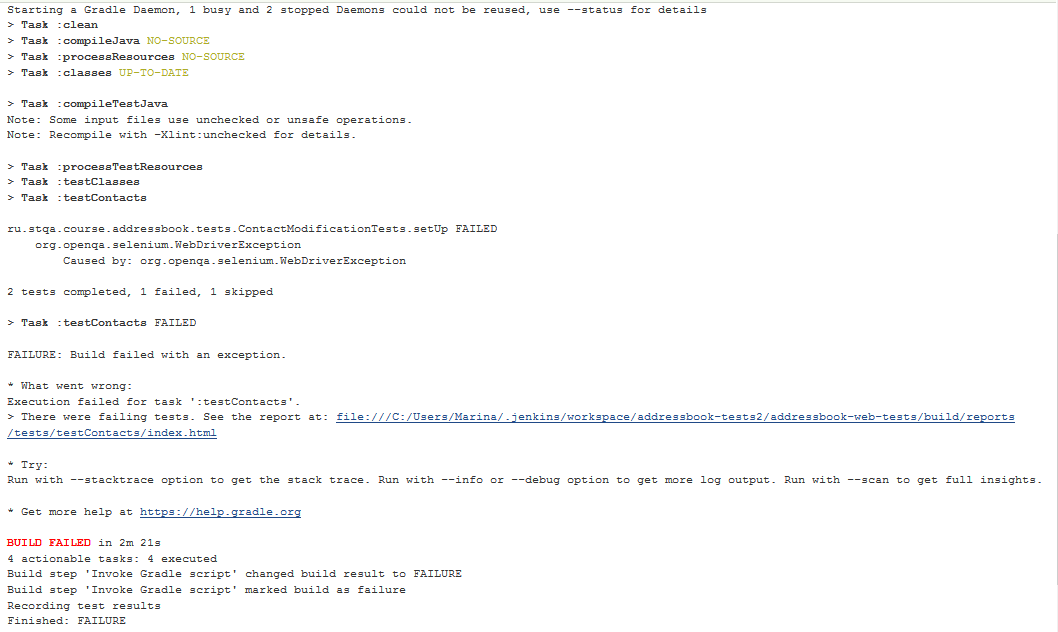 Starting a Gradle Daemon, 1 busy and 2 stopped Daemons could not be reused, use --status for details
> Task :clean
> Task :compileJava NO-SOURCE
> Task :processResources NO-SOURCE
> Task :classes UP-TO-DATE
> Task :compileTestJava
Note: Some input files use unchecked or unsafe operations.
Note: Recompile with -Xlint:unchecked for details.
> Task :processTestResources
> Task :testClasses
> Task :testContacts
ru.stqa.course.addressbook.tests.ContactModificationTests.setUp FAILED
org.openqa.selenium.WebDriverException
Caused by: org.openqa.selenium.WebDriverException
2 tests completed, 1 failed, 1 skipped
> Task :testContacts FAILED
FAILURE: Build failed with an exception.
* What went wrong:
Execution failed for task ':testContacts'.
> There were failing tests. See the report at: file:///C:/Users/Marina/.jenkins/workspace/addressbook-tests2/addressbook-web-tests/build/reports
/tests/testContacts/index.html
* Try:
Run with --stacktrace option to get the stack trace. Run with --info or --debug option to get more log output. Run with --scan to get full insights.
* Get more help at https://help.gradle.org
BUILD FAILED in 2m 21s
4 actionable tasks: 4 executed
Build step 'Invoke Gradle script' changed build result to FAILURE
Build step 'Invoke Gradle script' marked build as failure
Recording test results
Finished: FAILURE